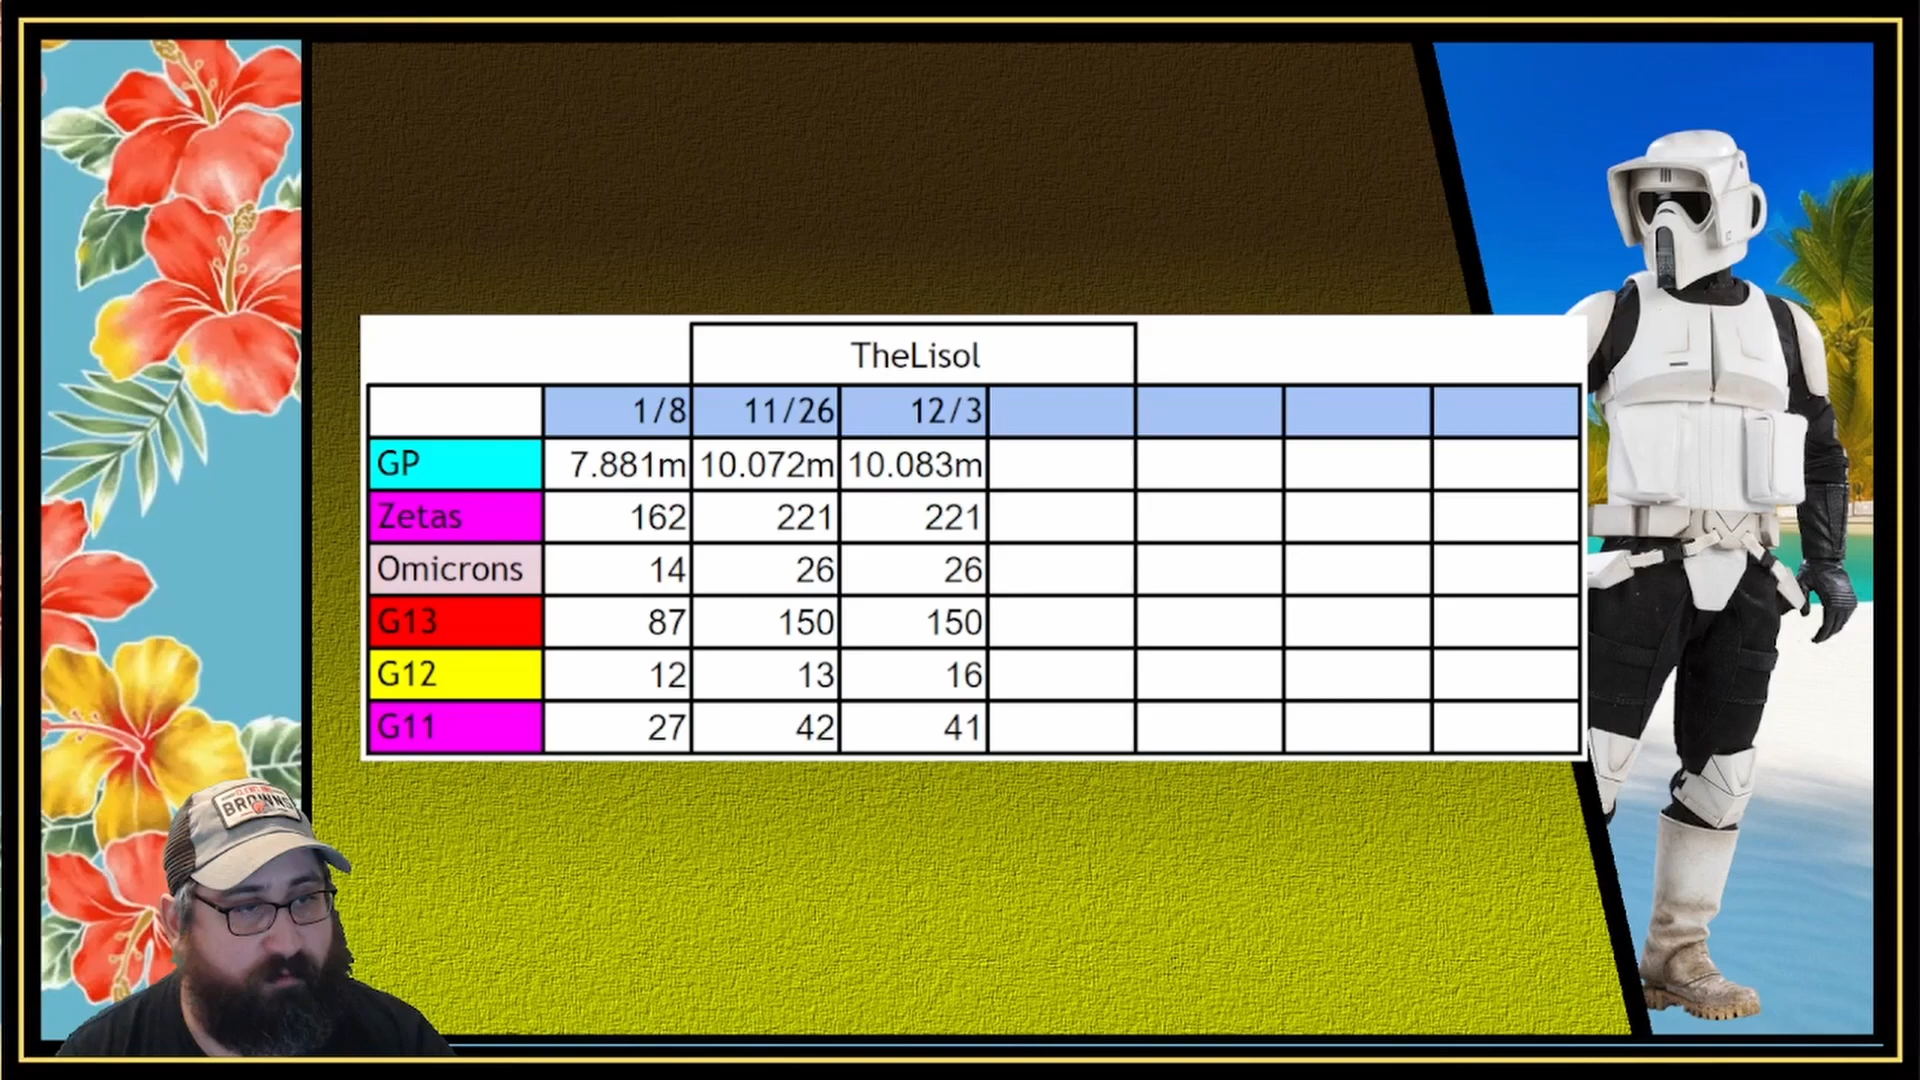 TheLisol
1/8 11/26 12/3
GP 7.881m 10.072m 10.083m
Zetas 162 221 221
Omicrons 14 26 26
G13 87 150 150
G12 12 13 16
G11 27 42 41
BROWNS